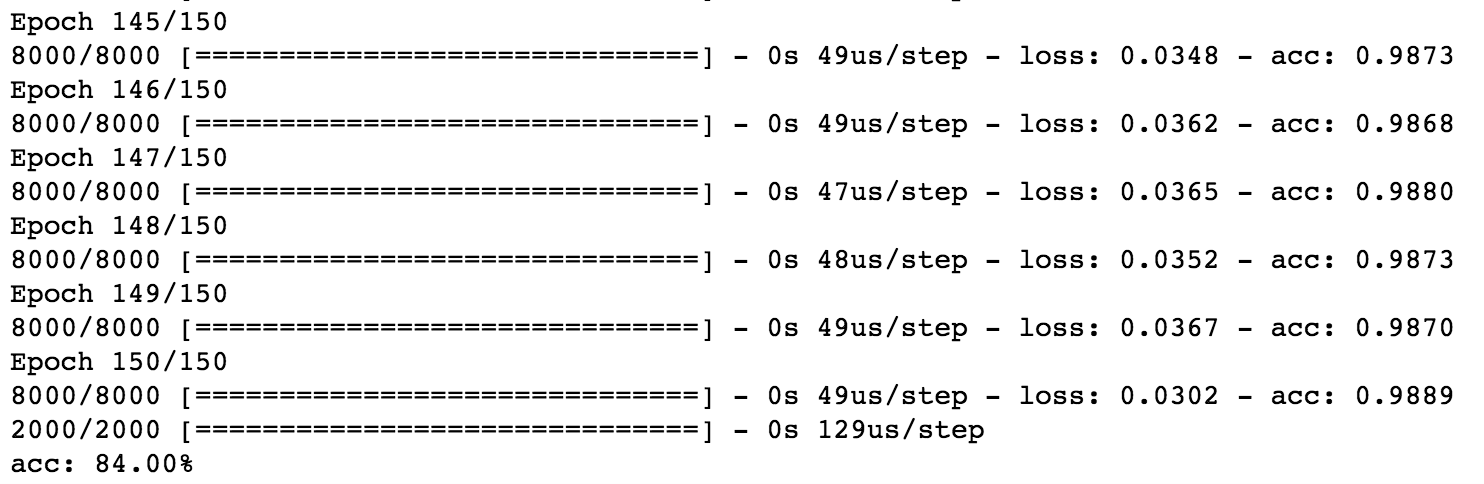 Epoch 145/150
8000/8000 [==============================] - 0s 49us/step - loss: 0.0348 - acc: 0.9873
Epoch 146/150
8000/8000 [==============================] - 0s 49us/step - loss: 0.0362 - acc: 0.9868
Epoch 147/150
8000/8000 [==============================] - 0s 47us/step - loss: 0.0365 - acc: 0.9880
Epoch 148/150
8000/8000 [==============================] - 0s 48us/step - loss: 0.0352 - acc: 0.9873
Epoch 149/150
8000/8000 [==============================] - 0s 49us/step - loss: 0.0367 - acc: 0.9870
Epoch 150/150
8000/8000 [==============================] - 0s 49us/step - loss: 0.0302 - acc: 0.9889
2000/2000 [==============================] - 0s 129us/step
acc: 84.00%